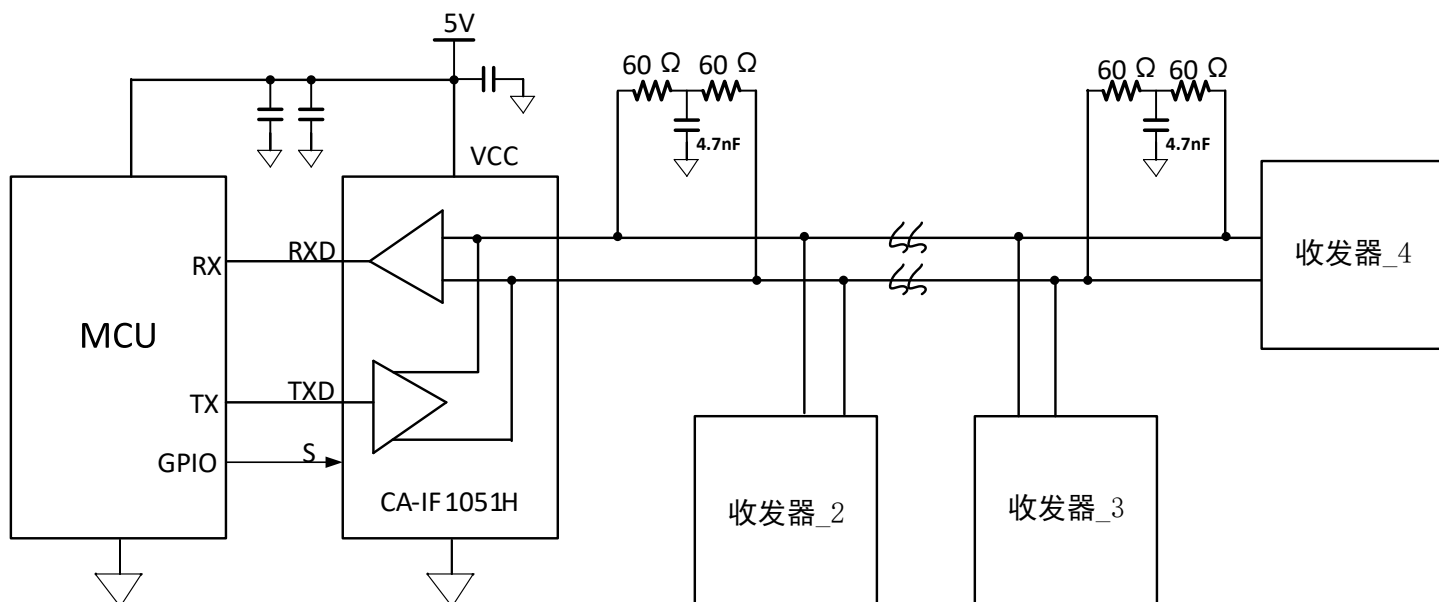 5V
60 Ω 60 Ω
60 Ω 60 Ω
4.7nF
4.7nF
VCC
RX
RXD
MCU
TX
TXD
GPIO
S
CA-IF1051H
收发器_2
收发器_3
收发器_4